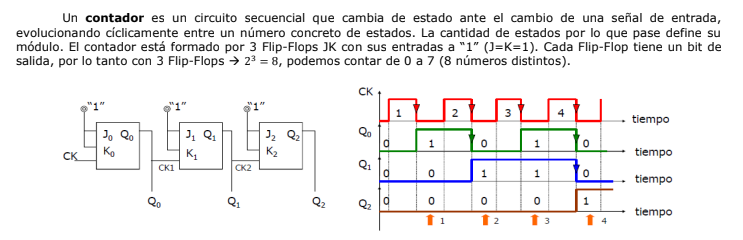 Un contador es un circuito secuencial que cambia de estado ante el cambio de una señal de entrada,
evolucionando cíclicamente entre un número concreto de estados. La cantidad de estados por lo que pase define su
módulo. El contador está formado por 3 Flip-Flops JK con sus entradas a "1" (J=K=1). Cada Flip-Flop tiene un bit de
salida, por lo tanto con 3 Flip-Flops → 2³ = 8, podemos contar de 0 a 7 (8 números distintos).
"1" "1" "1"
J₀ Q₀ J₁ Q₁ J₂ Q₂
K₀ K₁ K₂
CK CK1 CK2
Q₀ Q₁ Q₂
CK 1 2 3 4 tiempo
Q₀ 0 1 0 1 0 tiempo
Q₁ 0 0 1 1 0 tiempo
Q₂ 0 0 0 0 1 tiempo
1 2 3 4